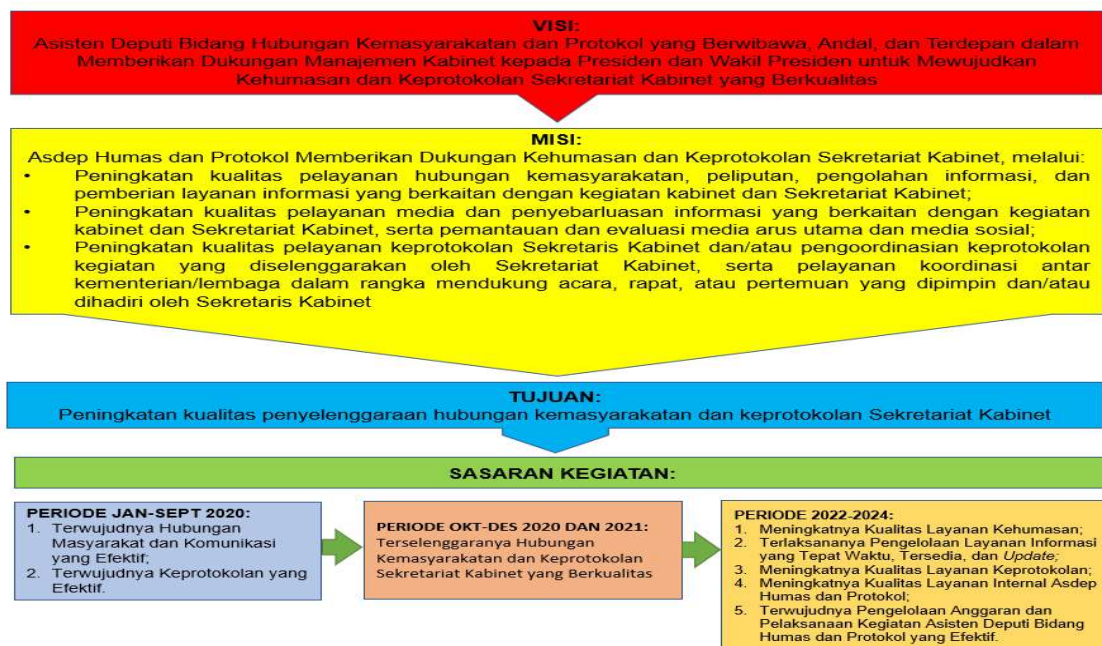 VISI:
Asisten Deputi Bidang Hubungan Kemasyarakatan dan Protokol yang Berwibawa, Andal, dan Terdepan dalam
Memberikan Dukungan Manajemen Kabinet kepada Presiden dan Wakil Presiden untuk Mewujudkan
Kehumasan dan Keprotokolan Sekretariat Kabinet yang Berkualitas
MISI:
Asdep Humas dan Protokol Memberikan Dukungan Kehumasan dan Keprotokolan Sekretariat Kabinet, melalui:
• Peningkatan kualitas pelayanan hubungan kemasyarakatan, peliputan, pengolahan informasi, dan
pemberian layanan informasi yang berkaitan dengan kegiatan kabinet dan Sekretariat Kabinet;
• Peningkatan kualitas pelayanan media dan penyebarluasan informasi yang berkaitan dengan kegiatan
kabinet dan Sekretariat Kabinet, serta pemantauan dan evaluasi media arus utama dan media sosial;
• Peningkatan kualitas pelayanan keprotokolan Sekretaris Kabinet dan/atau pengoordinasian keprotokolan
kegiatan yang diselenggarakan oleh Sekretariat Kabinet, serta pelayanan koordinasi antar
kementerian/lembaga dalam rangka mendukung acara, rapat, atau pertemuan yang dipimpin dan/atau
dihadiri oleh Sekretaris Kabinet
TUJUAN:
Peningkatan kualitas penyelenggaraan hubungan kemasyarakatan dan keprotokolan Sekretariat Kabinet
SASARAN KEGIATAN:
PERIODE JAN-SEPT 2020:
1. Terwujudnya Hubungan
Masyarakat dan Komunikasi
yang Efektif;
2. Terwujudnya Keprotokolan yang
Efektif.
PERIODE OKT-DES 2020 DAN 2021:
Terselenggaranya Hubungan
Kemasyarakatan dan Keprotokolan
Sekretariat Kabinet yang Berkualitas
PERIODE 2022-2024:
1. Meningkatnya Kualitas Layanan Kehumasan;
2. Terlaksananya Pengelolaan Layanan Informasi
yang Tepat Waktu, Tersedia, dan Update;
3. Meningkatnya Kualitas Layanan Keprotokolan;
4. Meningkatnya Kualitas Layanan Internal Asdep
Humas dan Protokol;
5. Terwujudnya Pengelolaan Anggaran dan
Pelaksanaan Kegiatan Asisten Deputi Bidang
Humas dan Protokol yang Efektif.